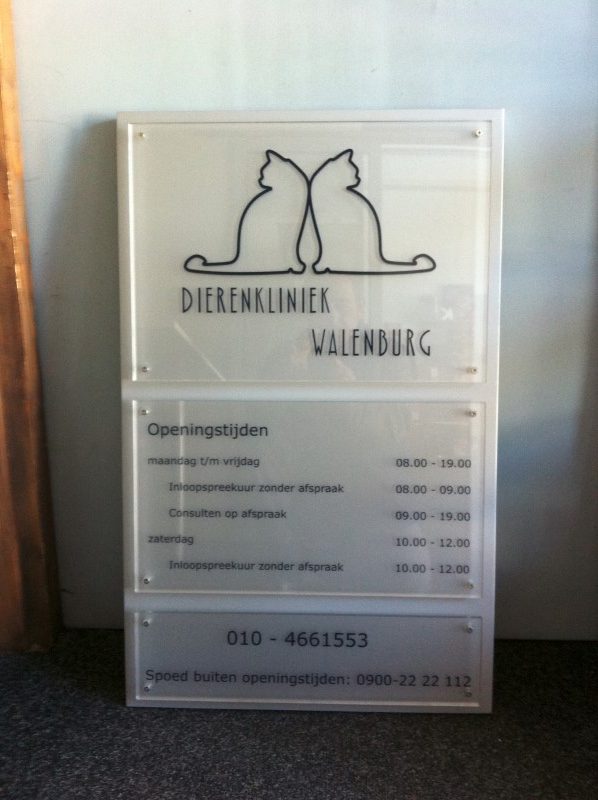 DIERENKLINIEK
WALENBURG
Openingstijden
maandag t/m vrijdag 08.00 - 19.00
Inloopspreekuur zonder afspraak 08.00 - 09.00
Consulten op afspraak 09.00 - 19.00
zaterdag 10.00 - 12.00
Inloopspreekuur zonder afspraak 10.00 - 12.00
010 - 4661553
Spoed buiten openingstijden: 0900-22 22 112